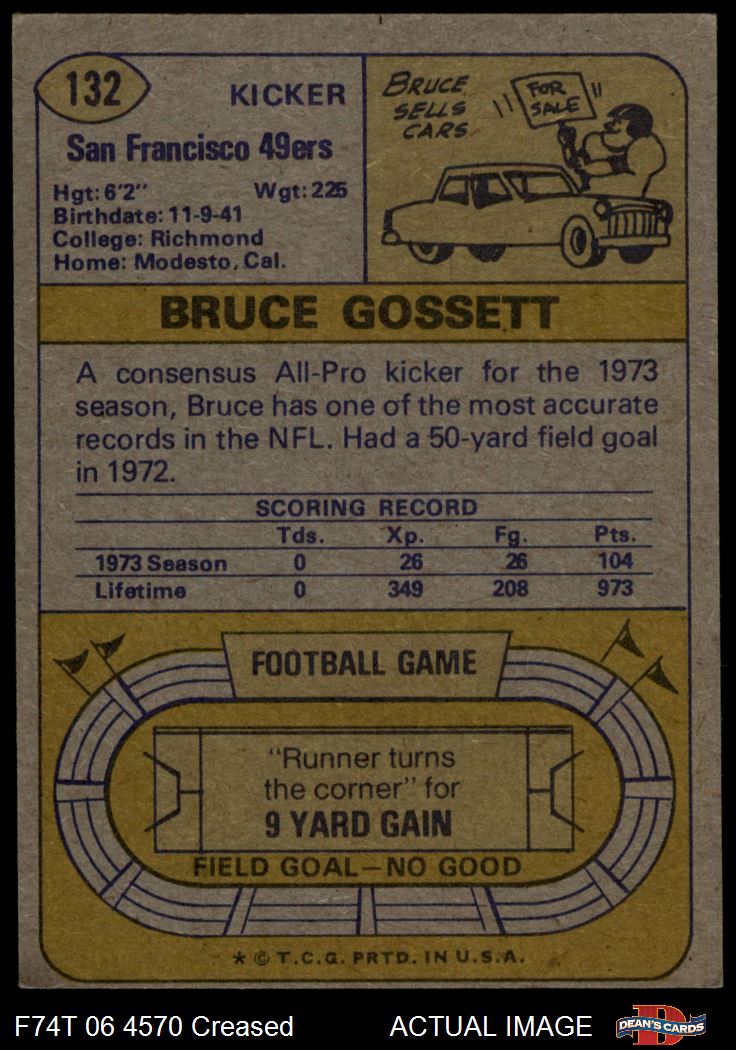 132
KICKER
San Francisco 49ers
Hgt: 6'2" Wgt: 225
Birthdate: 11-9-41
College: Richmond
Home: Modesto, Cal.
BRUCE
SELLS
CARS
FOR
SALE
BRUCE GOSSETT
A consensus All-Pro kicker for the 1973
season, Bruce has one of the most accurate
records in the NFL. Had a 50-yard field goal
in 1972.
SCORING RECORD
Tds. Xp. Fg. Pts.
1973 Season 0 26 26 104
Lifetime 0 349 208 973
FOOTBALL GAME
"Runner turns
the corner" for
9 YARD GAIN
FIELD GOAL—NO GOOD
* © T.C.G. PRTD. IN U.S.A.
F74T 06 4570 Creased ACTUAL IMAGE
D
DEAN'S CARDS